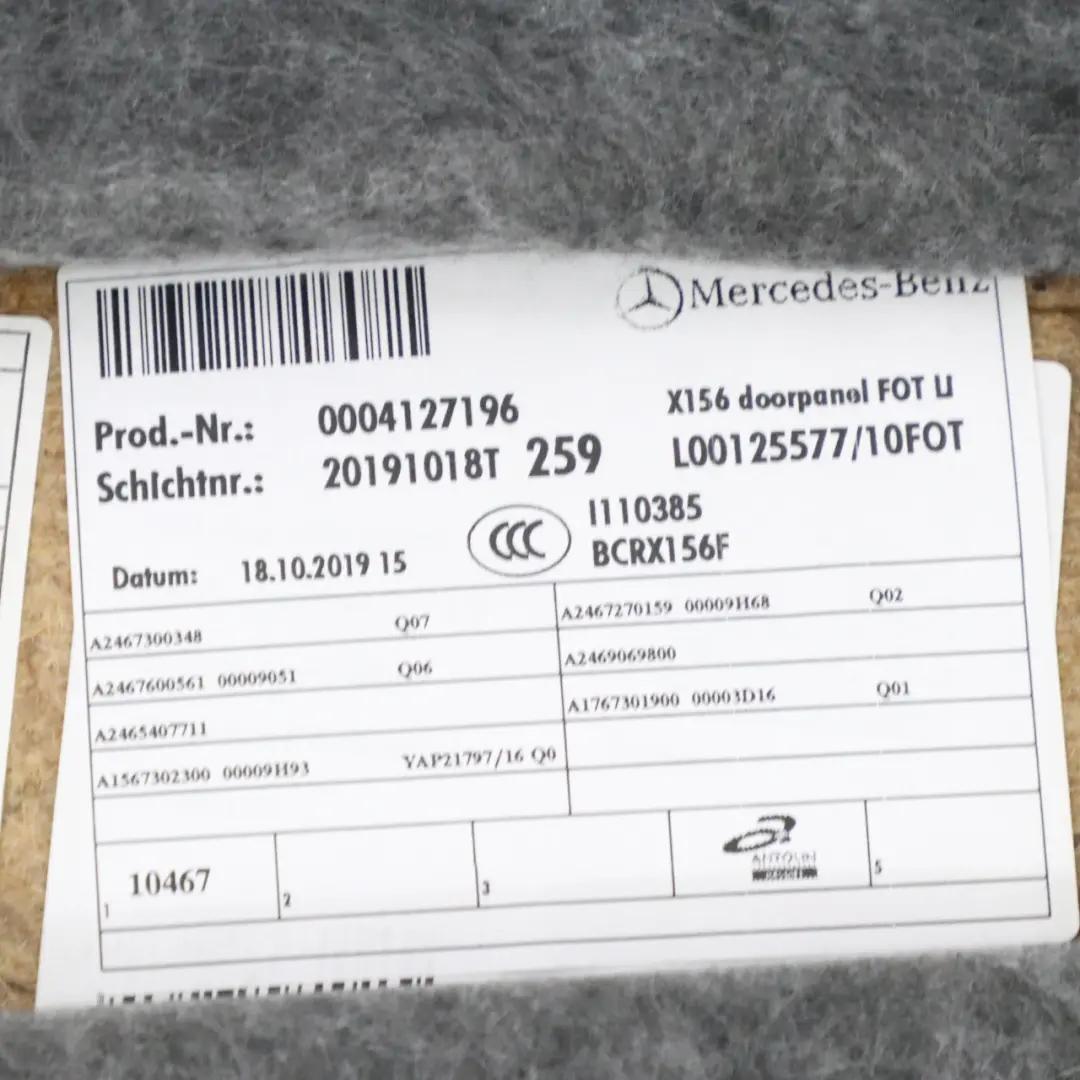 Mercedes-Benz
Prod.-Nr.: 0004127196
X156 doorpanel FOT LI
Schichtnr.: 20191018T 259
L00125577/10FOT
CCC
I110385
BCRX156F
Datum: 18.10.2019 15
A2467300348 Q07
A2467270159 00009H68 Q02
A2467600561 00009051 Q06
A2469069800
A2465407711
A1767301900 00003D16 Q01
A1567302300 00009H93 YAP21797/16 Q0
1 10467
2
3
ANTOLIN
5